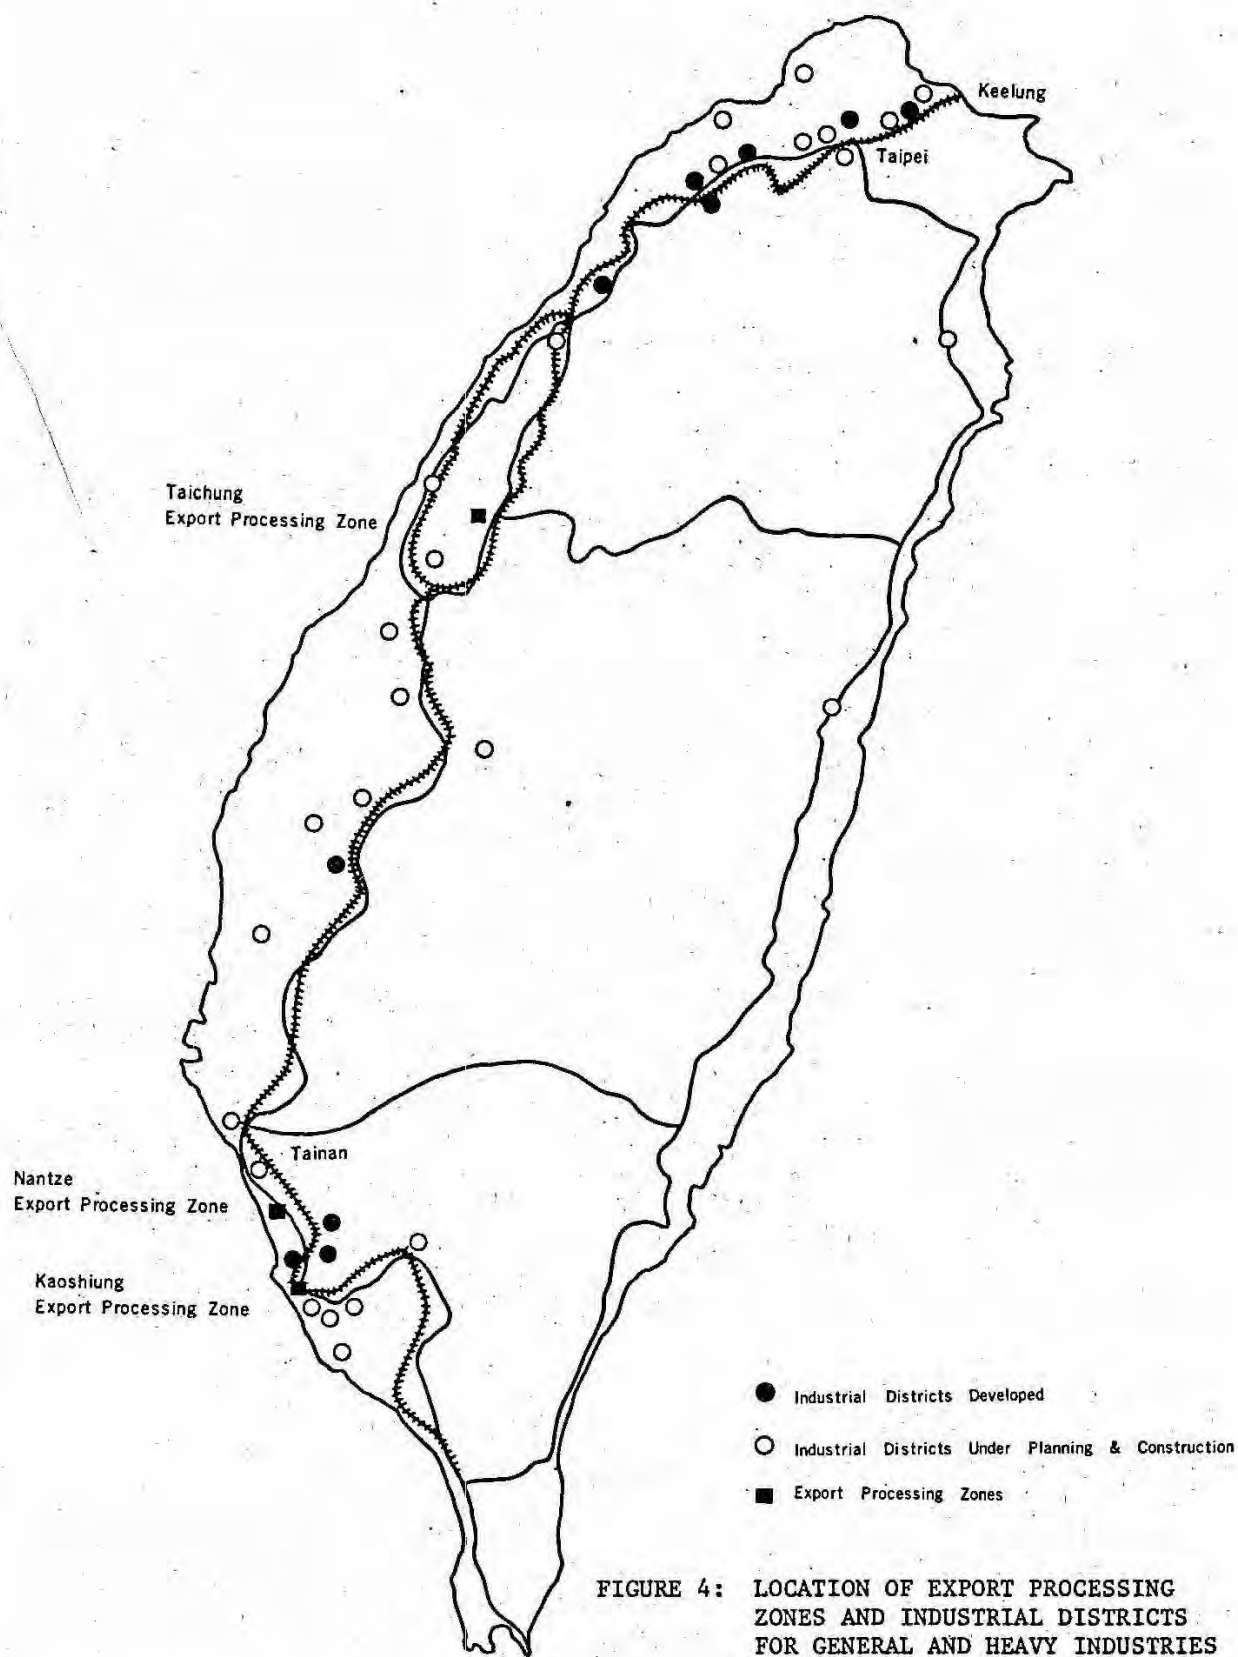 Keelung
Taipei
Taichung
Export Processing Zone
Tainan
Nantze
Export Processing Zone
Kaoshiung
Export Processing Zone
Industrial Districts Developed
Industrial Districts Under Planning & Construction
Export Processing Zones
FIGURE 4: LOCATION OF EXPORT PROCESSING
ZONES AND INDUSTRIAL DISTRICTS
FOR GENERAL AND HEAVY INDUSTRIES